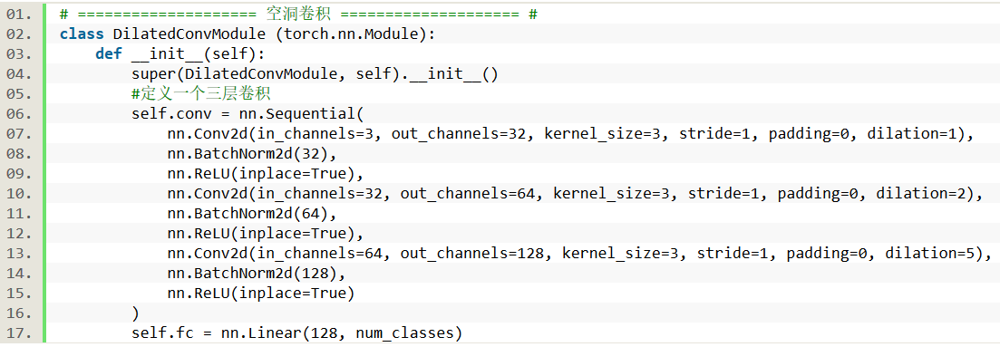 01. # ==================== 空洞卷积 ==================== #
02. class DilatedConvModule (torch.nn.Module):
03.     def __init__(self):
04.         super(DilatedConvModule, self).__init__()
05.         #定义一个三层卷积
06.         self.conv = nn.Sequential(
07.             nn.Conv2d(in_channels=3, out_channels=32, kernel_size=3, stride=1, padding=0, dilation=1),
08.             nn.BatchNorm2d(32),
09.             nn.ReLU(inplace=True),
10.             nn.Conv2d(in_channels=32, out_channels=64, kernel_size=3, stride=1, padding=0, dilation=2),
11.             nn.BatchNorm2d(64),
12.             nn.ReLU(inplace=True),
13.             nn.Conv2d(in_channels=64, out_channels=128, kernel_size=3, stride=1, padding=0, dilation=5),
14.             nn.BatchNorm2d(128),
15.             nn.ReLU(inplace=True)
16.         )
17.         self.fc = nn.Linear(128, num_classes)